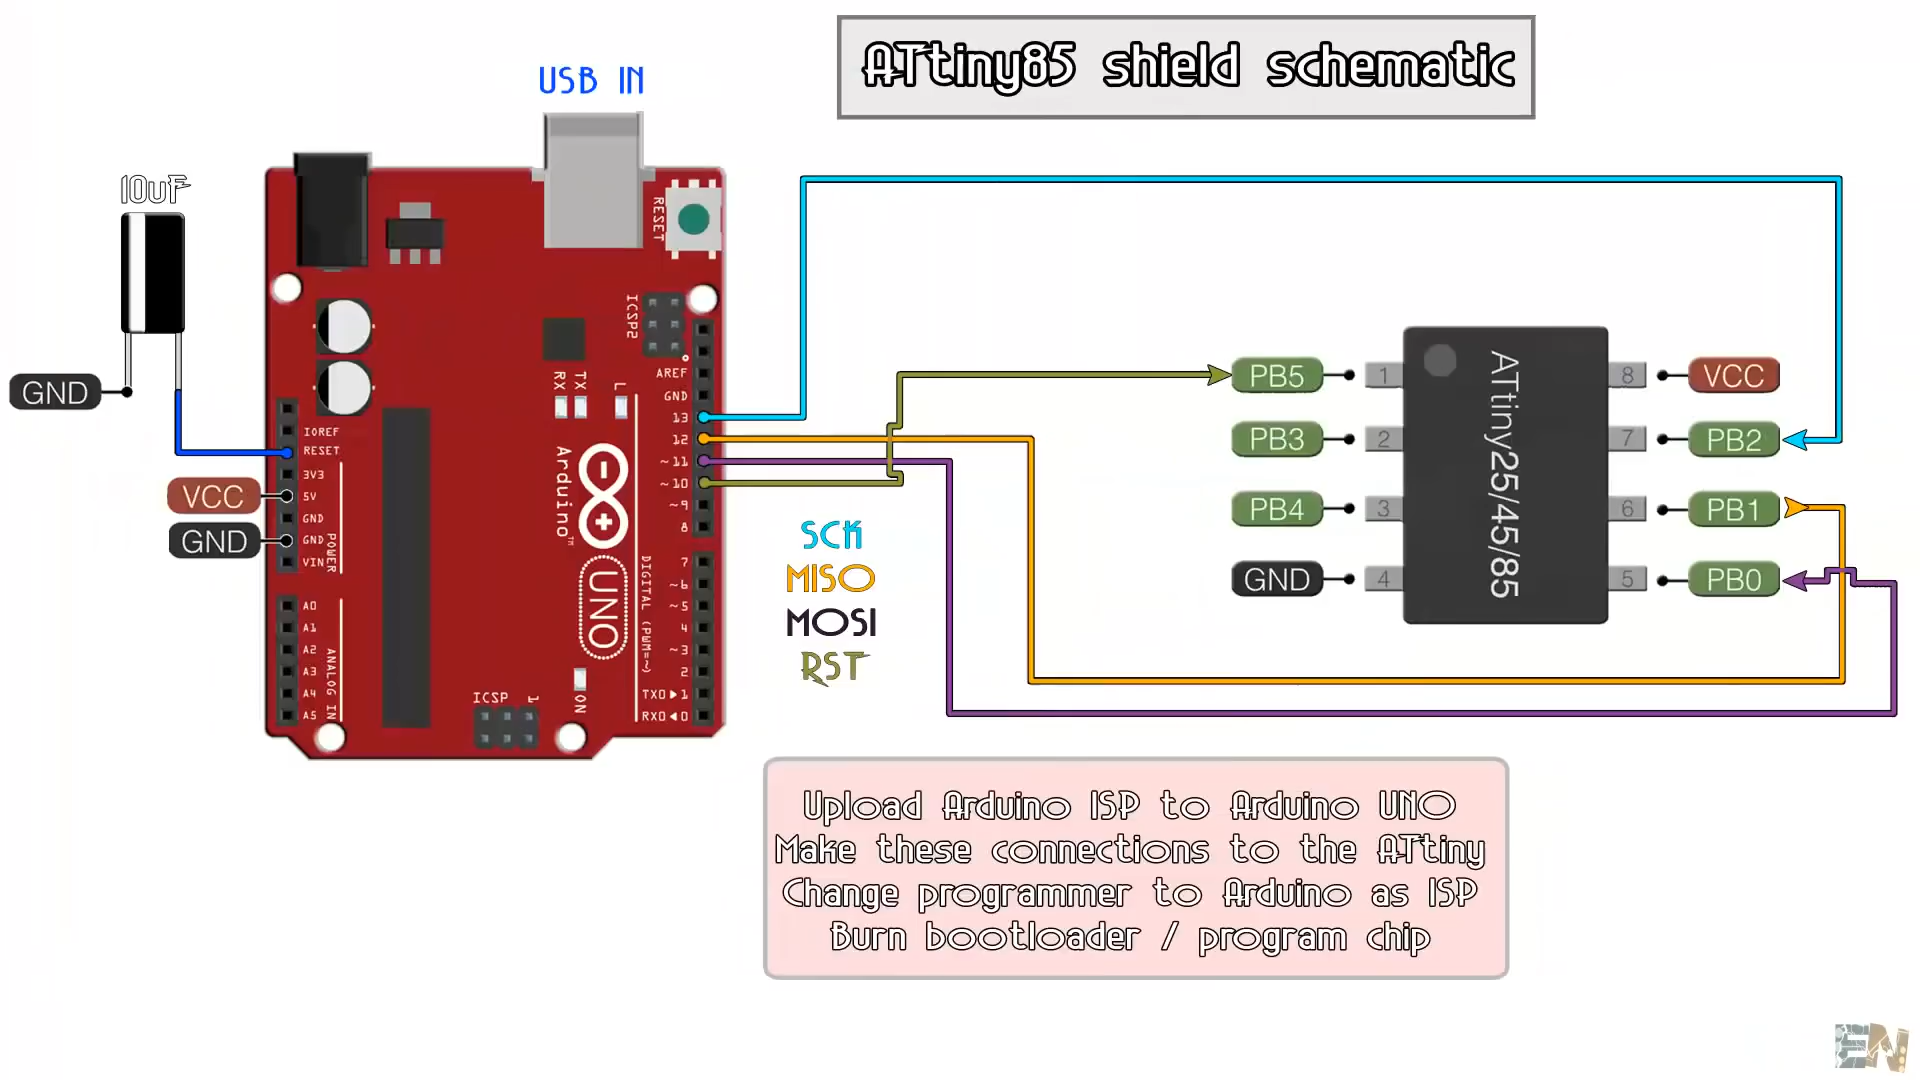 ATtiny85 shield schematic
USB IN
10uF
GND
RESET
ICSP2
AREF
GND
13
12
~11
~10
~9
8
7
~6
~5
4
~3
2
TXO▶1
RXO◀0
RX
TX
L
IOREF
RESET
3V3
5V
GND
GND
VIN
POWER
VCC
GND
A0
A1
A2
A3
A4
A5
ANALOG IN
Arduino™
UNO
DIGITAL (PWM=~)
ICSP
1
ON
SCK
MISO
MOSI
RST
PB5
1
8
VCC
PB3
2
7
PB2
PB4
3
6
PB1
GND
4
5
PB0
ATtiny25/45/85
Upload Arduino ISP to Arduino UNO
Make these connections to the ATtiny
Change programmer to Arduino as ISP
Burn bootloader / program chip
EN